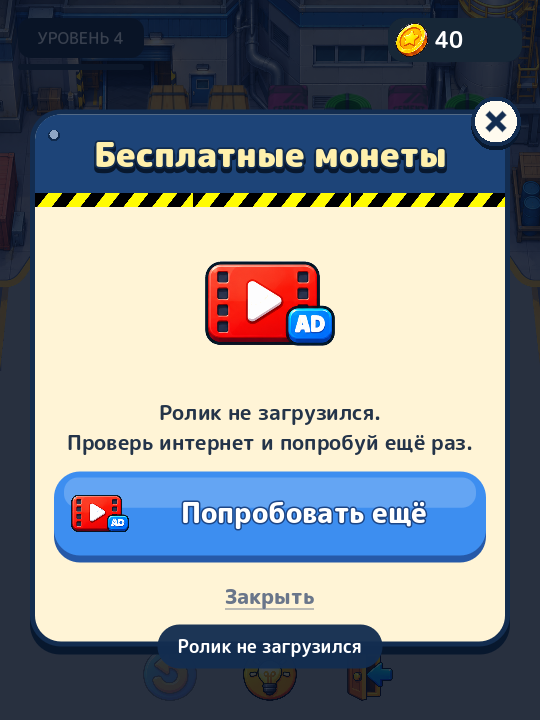 УРОВЕНЬ 4
40
Бесплатные монеты
AD
Ролик не загрузился.
Проверь интернет и попробуй ещё раз.
AD
Попробовать ещё
Закрыть
Ролик не загрузился